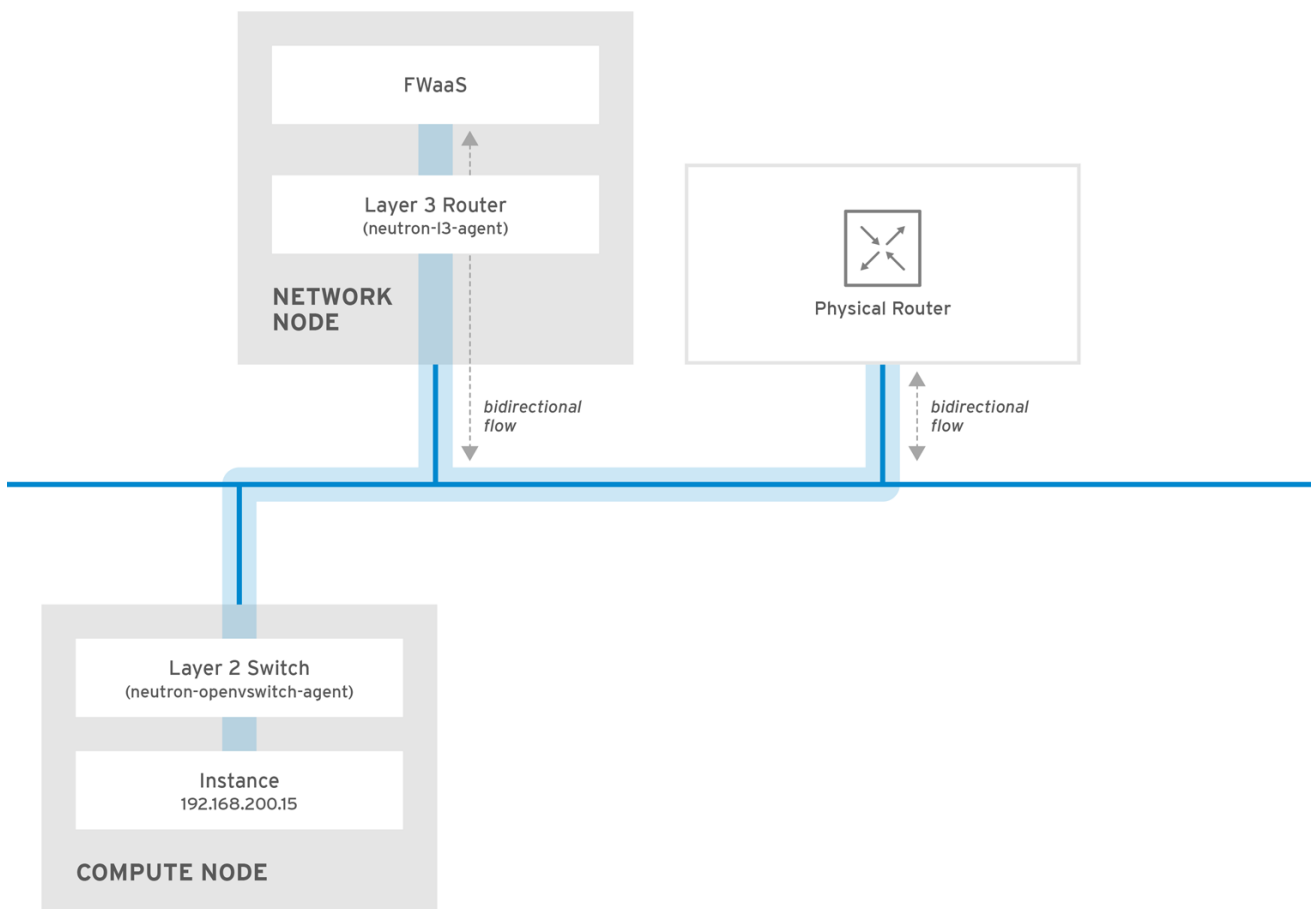 FWaaS
Layer 3 Router
(neutron-l3-agent)
NETWORK
NODE
Physical Router
bidirectional
flow
bidirectional
flow
Layer 2 Switch
(neutron-openvswitch-agent)
Instance
192.168.200.15
COMPUTE NODE